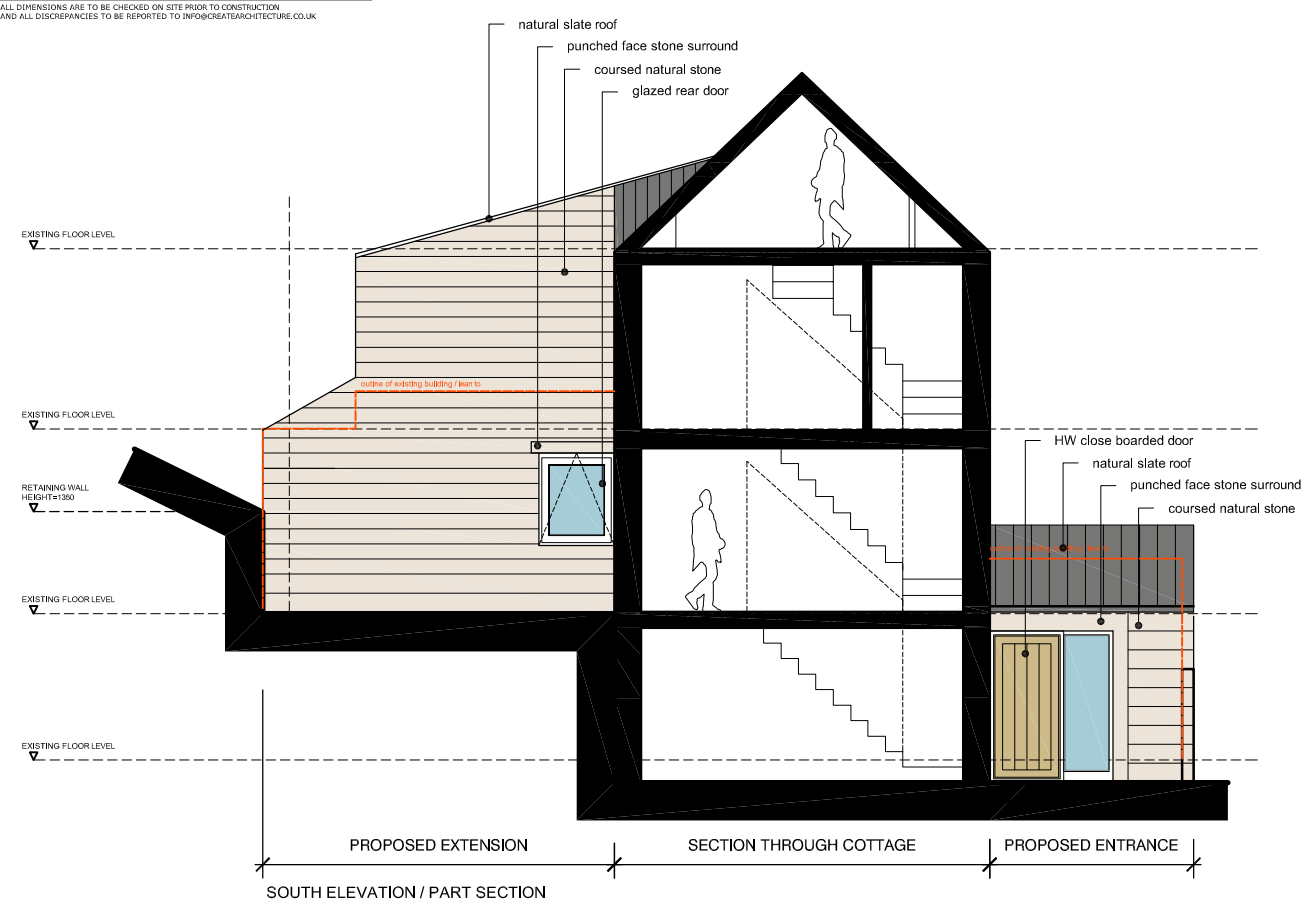 ALL DIMENSIONS ARE TO BE CHECKED ON SITE PRIOR TO CONSTRUCTION
AND ALL DISCREPANCIES TO BE REPORTED TO INFO@CREATEARCHITECTURE.CO.UK
natural slate roof
punched face stone surround
coursed natural stone
glazed rear door
EXISTING FLOOR LEVEL
outline of existing building / lean to
EXISTING FLOOR LEVEL
HW close boarded door
natural slate roof
punched face stone surround
coursed natural stone
RETAINING WALL
HEIGHT=1350
EXISTING FLOOR LEVEL
EXISTING FLOOR LEVEL
PROPOSED EXTENSION
SECTION THROUGH COTTAGE
PROPOSED ENTRANCE
SOUTH ELEVATION / PART SECTION